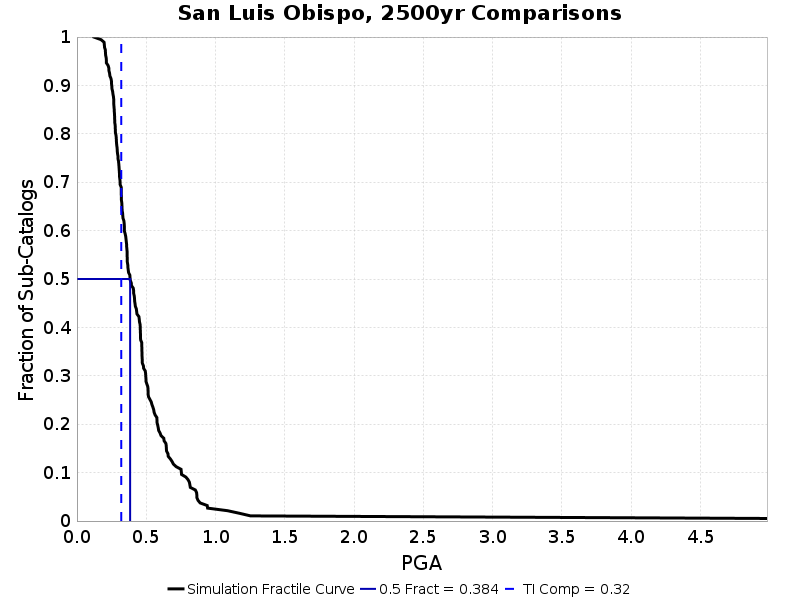 San Luis Obispo, 2500yr Comparisons
Fraction of Sub-Catalogs
1
0.9
0.8
0.7
0.6
0.5
0.4
0.3
0.2
0.1
0
0.0 0.5 1.0 1.5 2.0 2.5 3.0 3.5 4.0 4.5
PGA
Simulation Fractile Curve 0.5 Fract = 0.384 TI Comp = 0.32